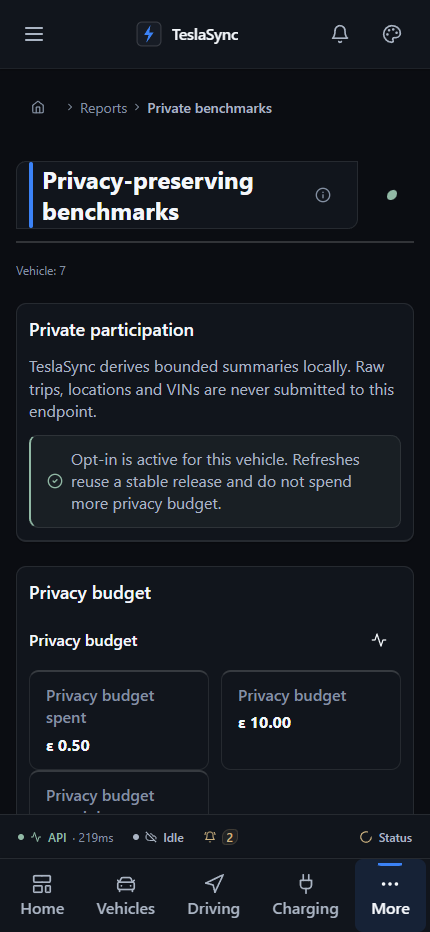 TeslaSync
Reports
Private benchmarks
Privacy-preserving
benchmarks
Vehicle: 7
Private participation
TeslaSync derives bounded summaries locally. Raw
trips, locations and VINs are never submitted to this
endpoint.
Opt-in is active for this vehicle. Refreshes
reuse a stable release and do not spend
more privacy budget.
Privacy budget
Privacy budget
Privacy budget
spent
ε 0.50
Privacy budget
ε 10.00
Privacy budget
API · 219ms
Idle
2
Status
Home
Vehicles
Driving
Charging
More